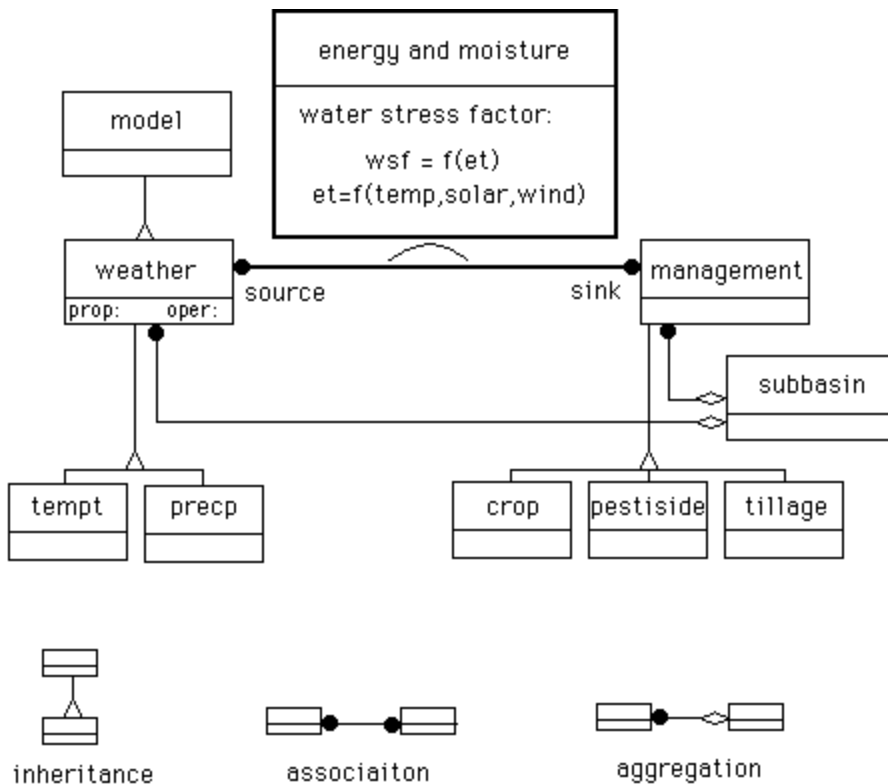 energy and moisture
water stress factor:
wsf = f(et)
et=f(temp,solar,wind)
model
weather
prop: oper:
source
sink
management
subbasin
tempt
precp
crop
pestiside
tillage
inheritance
associaiton
aggregation